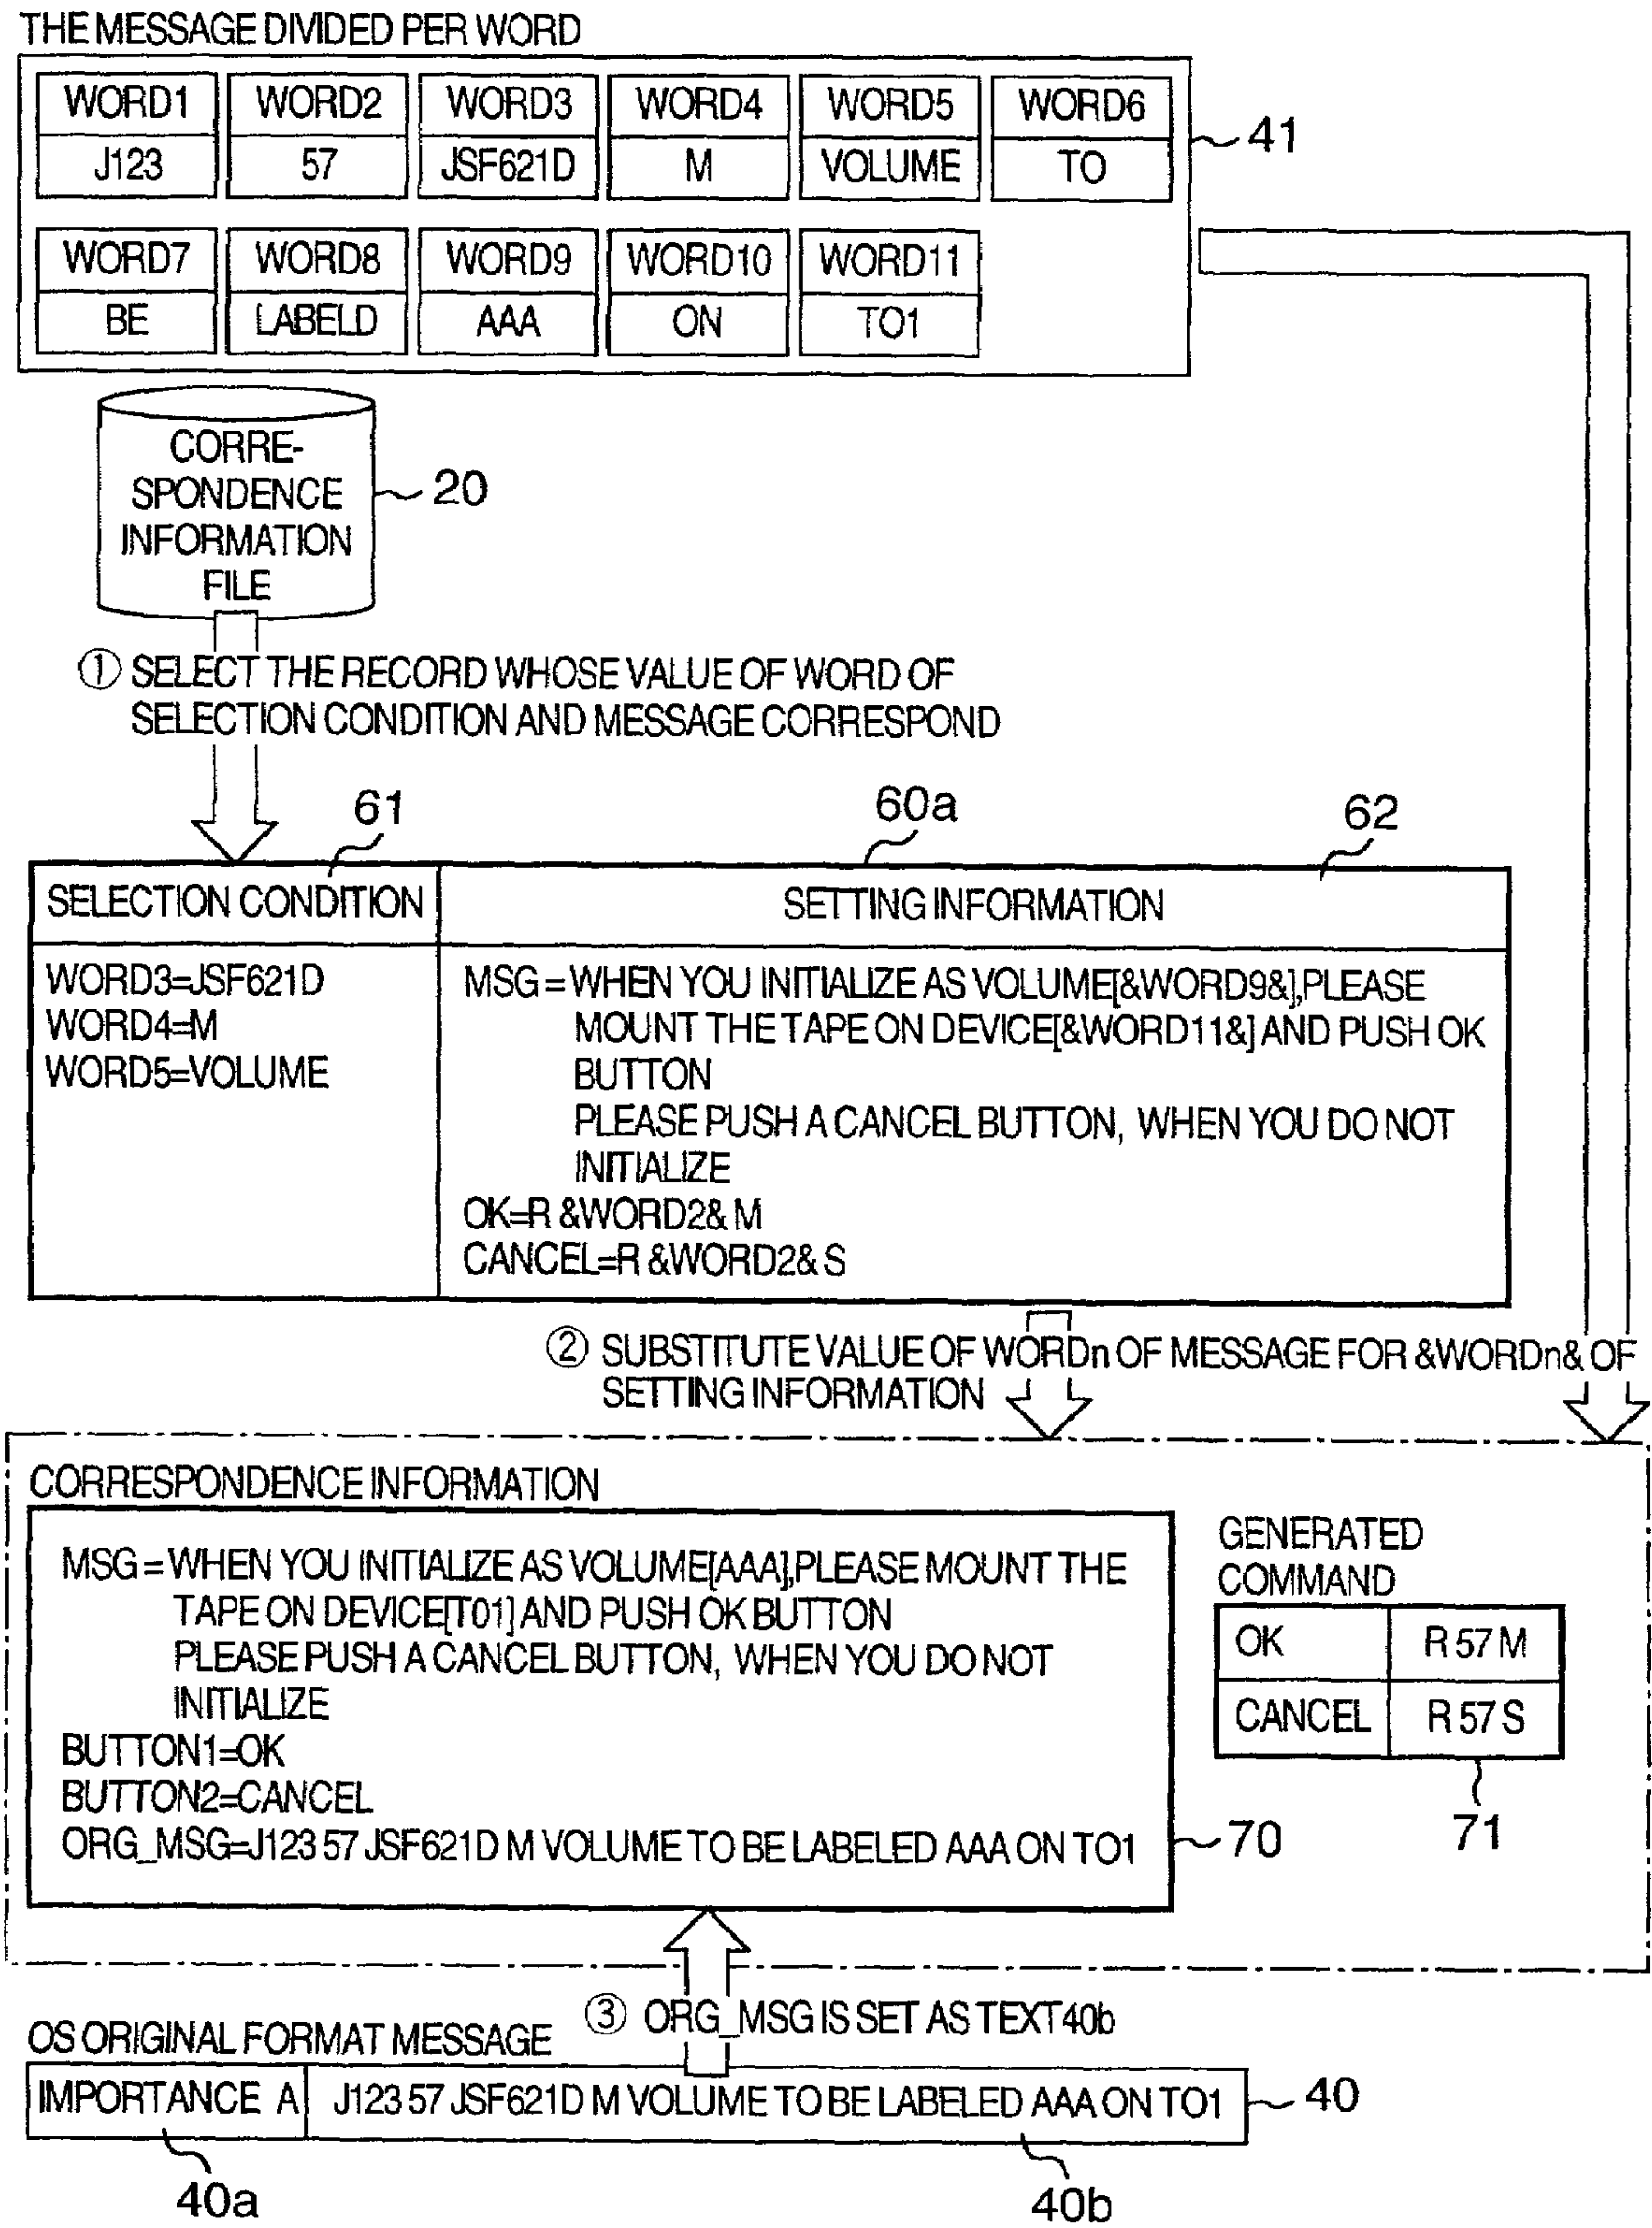 THE MESSAGE DIVIDED PER WORD
WORD1 WORD2 WORD3 WORD4 WORD5 WORD6
J123 57 JSF621D M VOLUME TO
41
WORD7 WORD8 WORD9 WORD10 WORD11
BE LABELD AAA ON TO1
CORRE-
SPONDENCE
INFORMATION
FILE
20
① SELECT THE RECORD WHOSE VALUE OF WORD OF
SELECTION CONDITION AND MESSAGE CORRESPOND
61 60a 62
SELECTION CONDITION SETTING INFORMATION
WORD3=JSF621D
WORD4=M
WORD5=VOLUME
MSG=WHEN YOU INITIALIZE AS VOLUME[&WORD9&],PLEASE
MOUNT THE TAPE ON DEVICE[&WORD11&] AND PUSH OK
BUTTON
PLEASE PUSH A CANCEL BUTTON, WHEN YOU DO NOT
INITIALIZE
OK=R &WORD2& M
CANCEL=R &WORD2& S
② SUBSTITUTE VALUE OF WORDn OF MESSAGE FOR &WORDn& OF
SETTING INFORMATION
CORRESPONDENCE INFORMATION
MSG=WHEN YOU INITIALIZE AS VOLUME[AAA],PLEASE MOUNT THE
TAPE ON DEVICE[T01] AND PUSH OK BUTTON
PLEASE PUSH A CANCEL BUTTON, WHEN YOU DO NOT
INITIALIZE
BUTTON1=OK
BUTTON2=CANCEL
ORG_MSG=J123 57 JSF621D M VOLUME TO BE LABELED AAA ON TO1
70
GENERATED
COMMAND
OK R 57 M
CANCEL R 57 S
71
③ ORG_MSG IS SET AS TEXT40b
OS ORIGINAL FORMAT MESSAGE
IMPORTANCE A J123 57 JSF621D M VOLUME TO BE LABELED AAA ON TO1
40
40a 40b